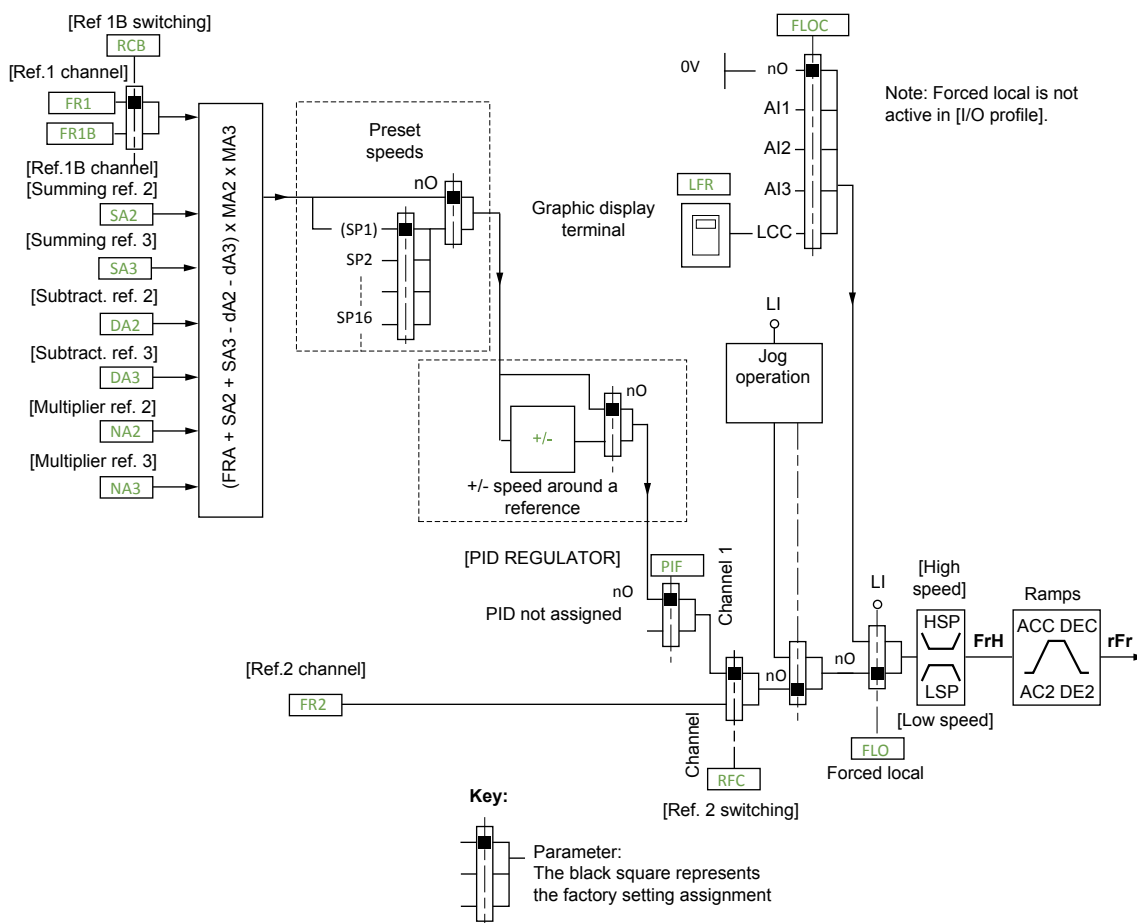 [Ref 1B switching]
RCB
[Ref.1 channel]
FR1
FR1B
[Ref.1B channel]
[Summing ref. 2]
SA2
[Summing ref. 3]
SA3
[Subtract. ref. 2]
DA2
[Subtract. ref. 3]
DA3
[Multiplier ref. 2]
NA2
[Multiplier ref. 3]
NA3
(FRA + SA2 + SA3 - dA2 - dA3) x MA2 x MA3
Preset
speeds
nO
(SP1)
SP2
SP16
FLOC
0V
nO
AI1
AI2
AI3
LCC
Note: Forced local is not
active in [I/O profile].
LFR
Graphic display
terminal
LI
Jog
operation
nO
+/-
+/- speed around a
reference
[PID REGULATOR]
PIF
nO
PID not assigned
Channel 1
[Ref.2 channel]
FR2
nO
Channel
RFC
[Ref. 2 switching]
LI
nO
FLO
Forced local
[High
speed]
HSP
LSP
[Low speed]
FrH
Ramps
ACC DEC
AC2 DE2
rFr
Key:
Parameter:
The black square represents
the factory setting assignment